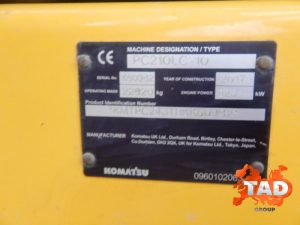 MACHINE DESIGNATION / TYPE
PC210LC-10
SERIAL No. YEAR OF CONSTRUCTION
OPERATING MASS kg ENGINE POWER kW
Product Identification Number
MANUFACTURER
Komatsu UK Ltd., Durham Road, Birtley, Chester-le-Street,
Co.Durham, DH3 2QX, UK for Komatsu Ltd., Tokyo, Japan.
KOMATSU
TAD
GROUP